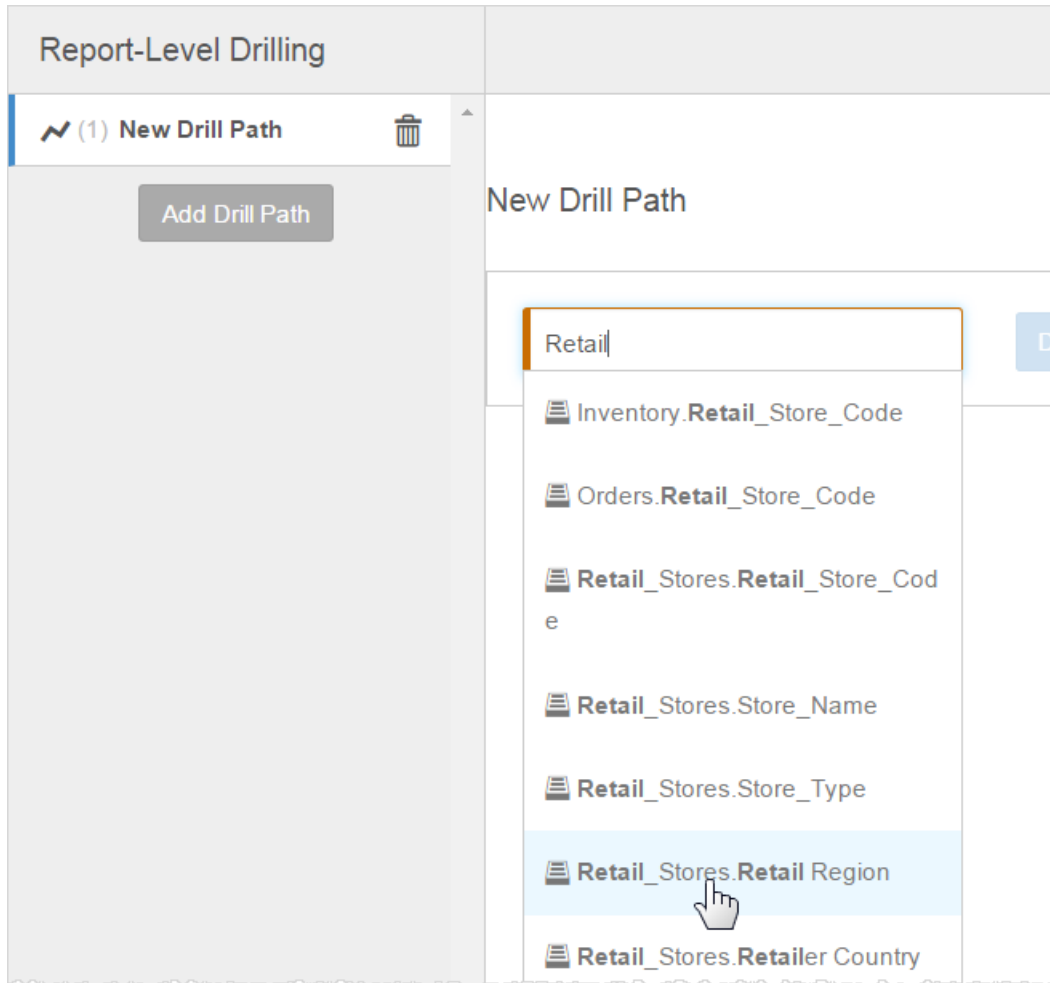 Report-Level Drilling
(1) New Drill Path
Add Drill Path
New Drill Path
Retail
Inventory.Retail_Store_Code
Orders.Retail_Store_Code
Retail_Stores.Retail_Store_Cod
e
Retail_Stores.Store_Name
Retail_Stores.Store_Type
Retail_Stores.Retail Region
Retail_Stores.Retailer Country